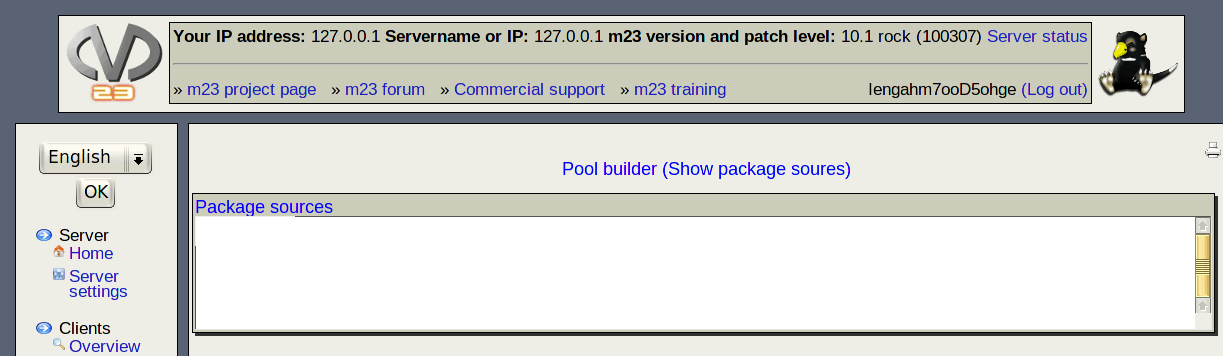 Your IP address: 127.0.0.1 Servername or IP: 127.0.0.1 m23 version and patch level: 10.1 rock (100307) Server status
23
» m23 project page » m23 forum » Commercial support » m23 training Iengahm7ooD5ohge (Log out)
English
OK
Pool builder (Show package soures)
Package sources
Server
Home
Server
settings
Clients
Overview